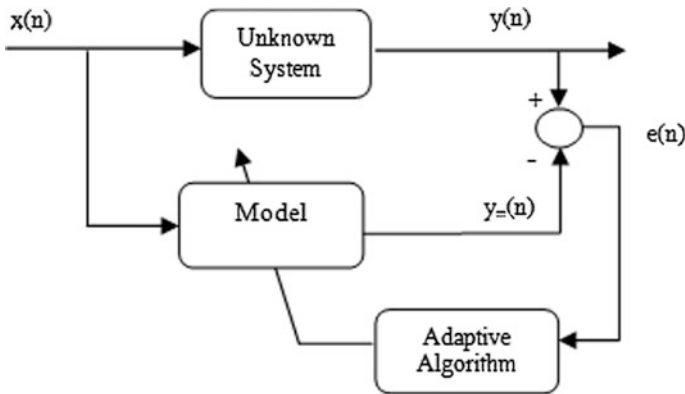 x(n)
Unknown
System
y(n)
+
e(n)
-
Model
y=(n)
Adaptive
Algorithm